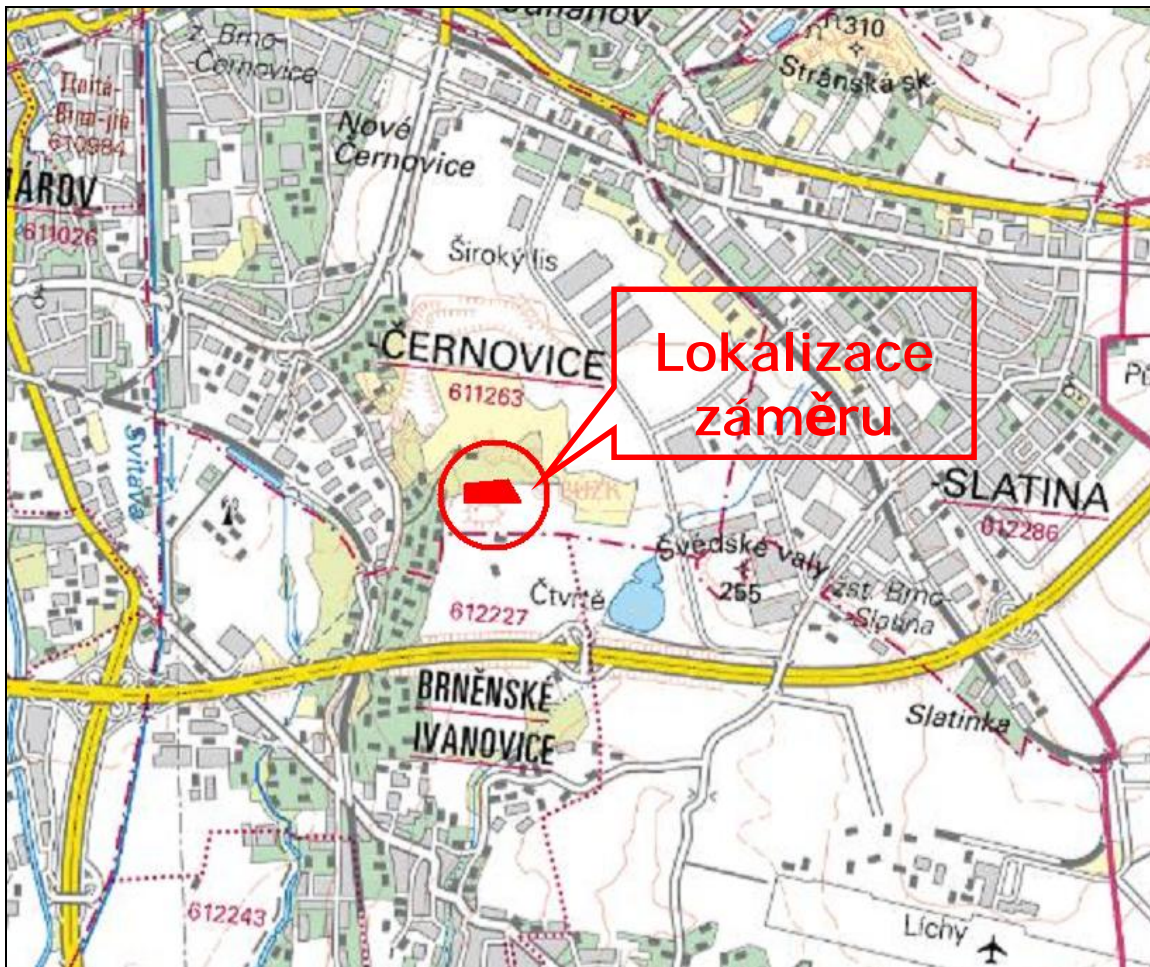 310
Stránská sk.
z. Brno-
-Černovice
610984
Nové
Černovice
ÁROV
611026
Široký lis
-ČERNOVICE
611263
Lokalizace
záměru
Svitava
-SLATINA
612286
Švédské valy
255
Čtvrtě
612227
zst. Brno-
Slatina
BRNĚNSKÉ
IVANOVICE
Slatinka
612243
Líchy